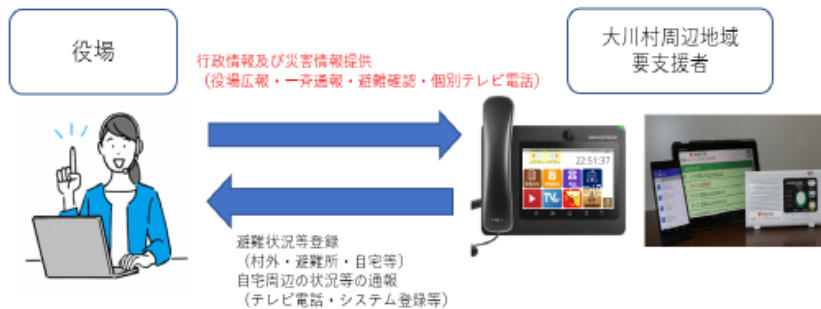 役場
大川村周辺地域
要支援者
行政情報及び災害情報提供
（役場広報・一斉通報・避難確認・個別テレビ電話）
22:51:37
避難状況等登録
（村外・避難所・自宅等）
自宅周辺の状況等の通報
（テレビ電話・システム登録等）